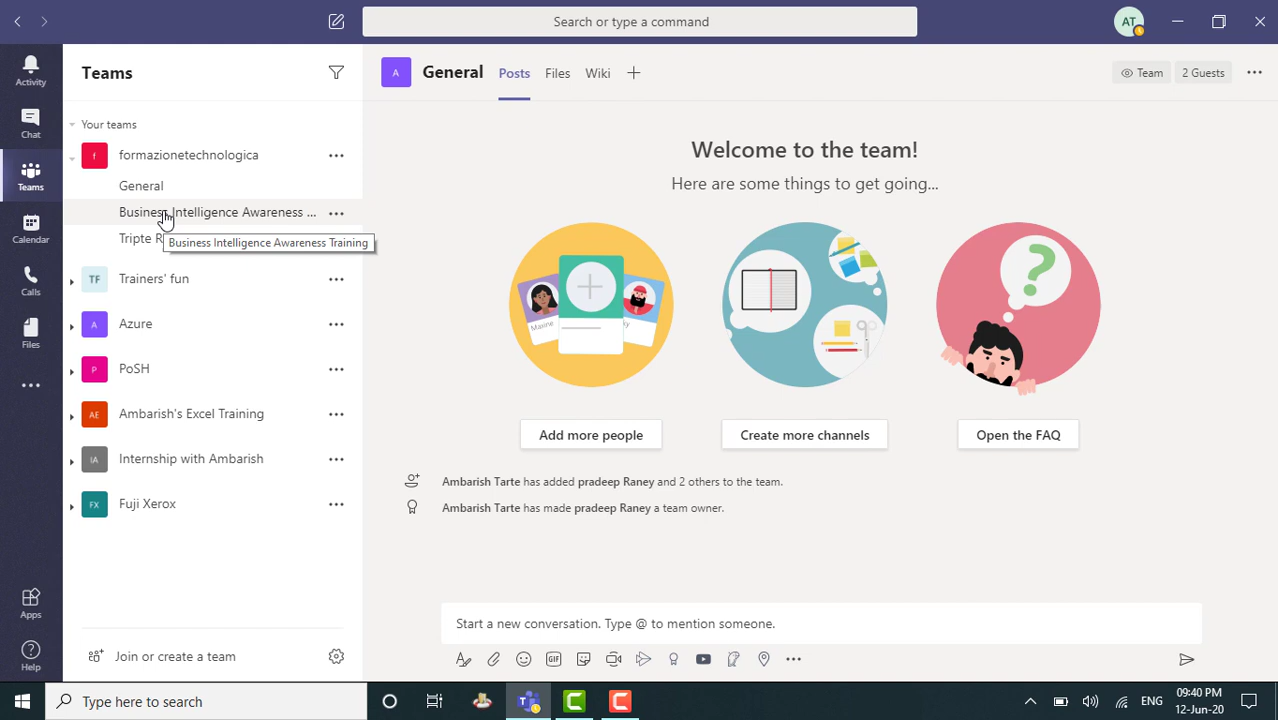 Search or type a command
AT
Activity
Chat
Teams
Calendar
Calls
Files
Apps
Help
Teams
Your teams
f formazionetechnologica
General
Business Intelligence Awareness ...
Tripte R
Business Intelligence Awareness Training
TF Trainers' fun
A Azure
P PoSH
AE Ambarish's Excel Training
IA Internship with Ambarish
FX Fuji Xerox
Join or create a team
A General Posts Files Wiki
Team 2 Guests
Welcome to the team!
Here are some things to get going...
Maxine
Add more people
Create more channels
Open the FAQ
Ambarish Tarte has added pradeep Raney and 2 others to the team.
Ambarish Tarte has made pradeep Raney a team owner.
Start a new conversation. Type @ to mention someone.
GIF
Type here to search
ENG
09:40 PM
12-Jun-20